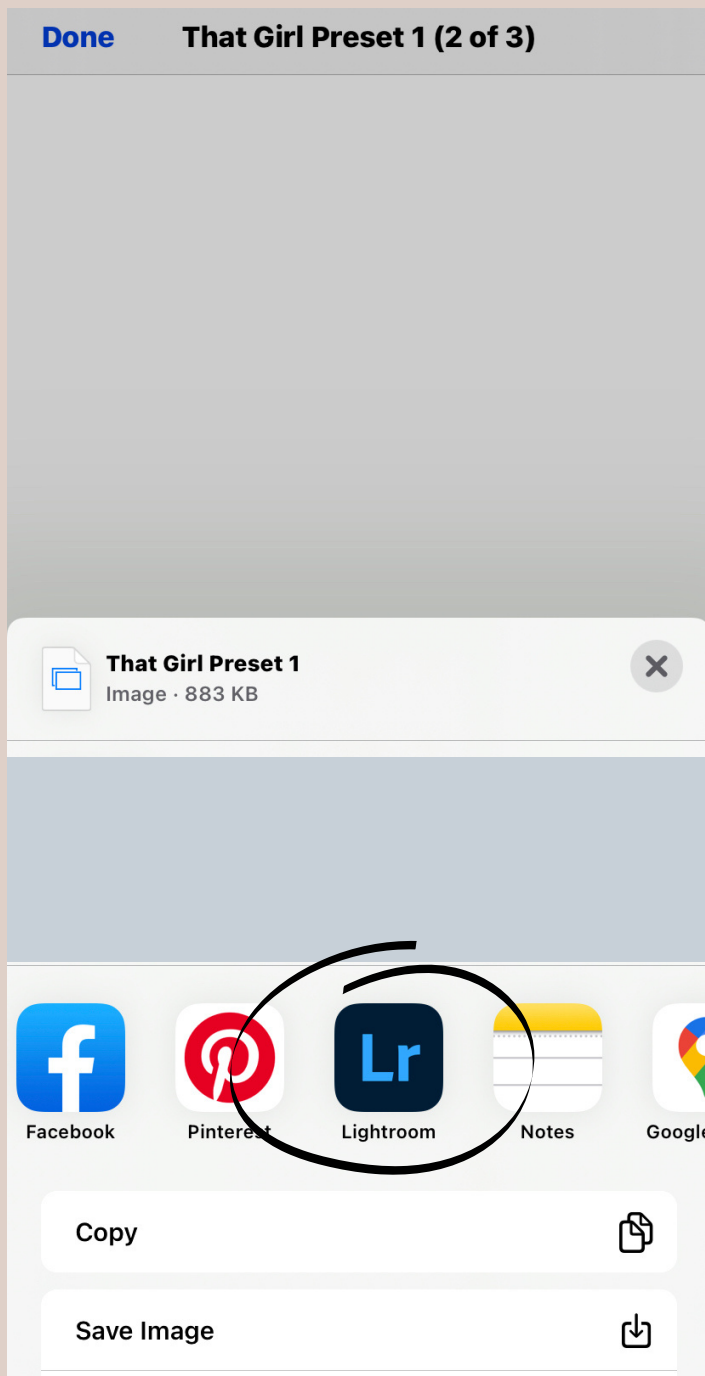 Done That Girl Preset 1 (2 of 3)
That Girl Preset 1
Image · 883 KB
Lr
Facebook Pinterest Lightroom Notes Google
Copy
Save Image